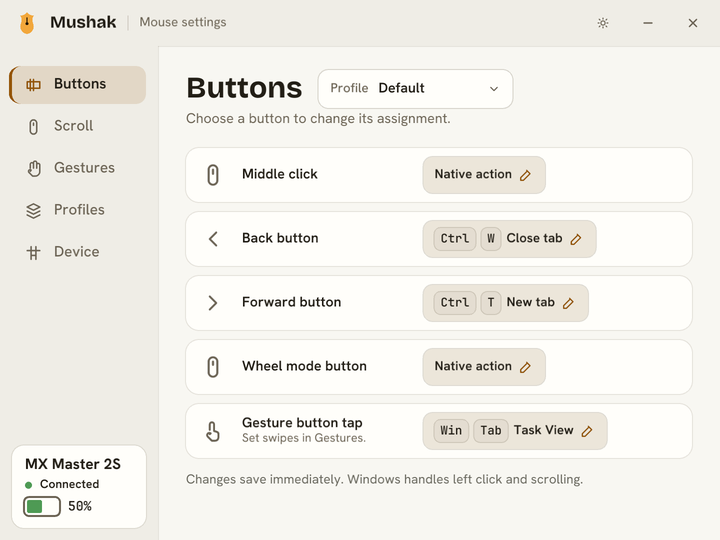 Mushak | Mouse settings
Buttons
Scroll
Gestures
Profiles
Device
MX Master 2S
Connected
50%
Buttons
Profile Default
Choose a button to change its assignment.
Middle click
Native action
Back button
Ctrl W Close tab
Forward button
Ctrl T New tab
Wheel mode button
Native action
Gesture button tap
Set swipes in Gestures.
Win Tab Task View
Changes save immediately. Windows handles left click and scrolling.